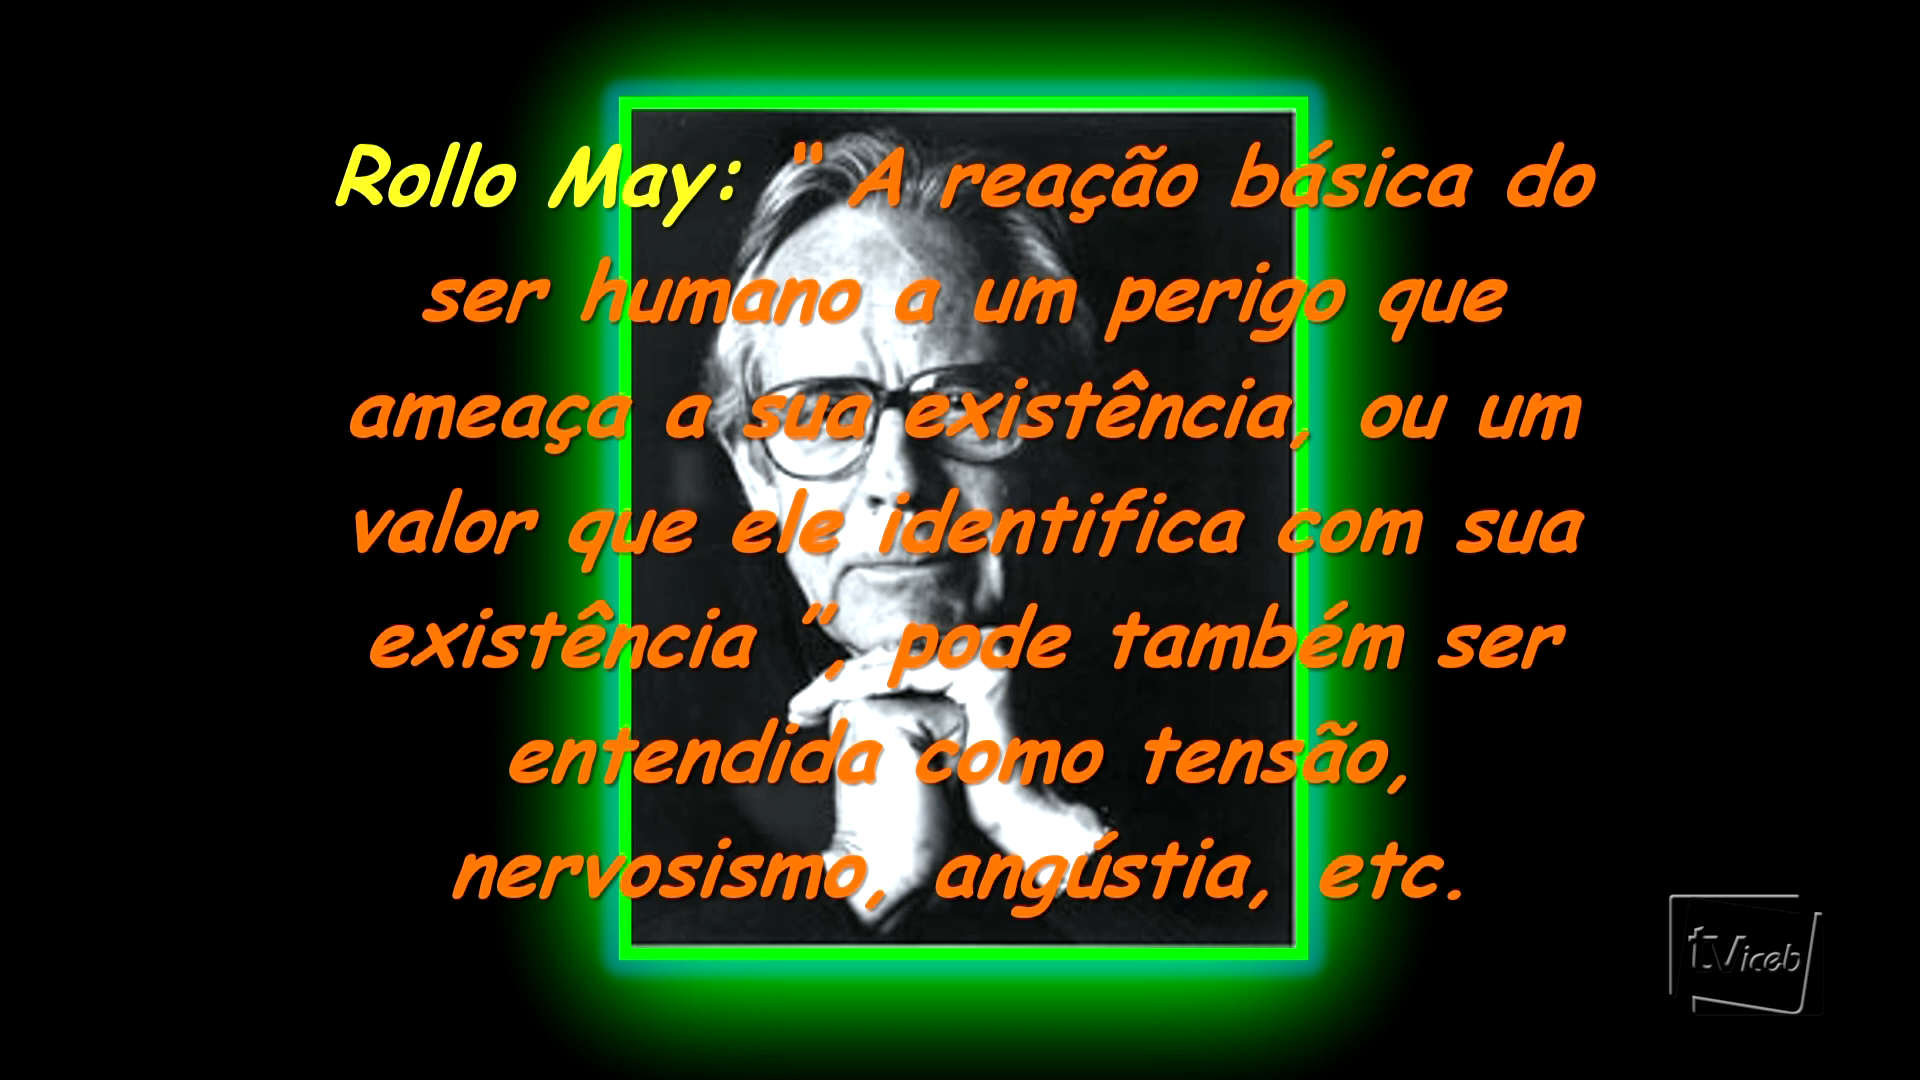 Rollo May: " A reação básica do
ser humano a um perigo que
ameaça a sua existência, ou um
valor que ele identifica com sua
existência ”, pode também ser
entendida como tensão,
nervosismo, angústia, etc.
tViceb